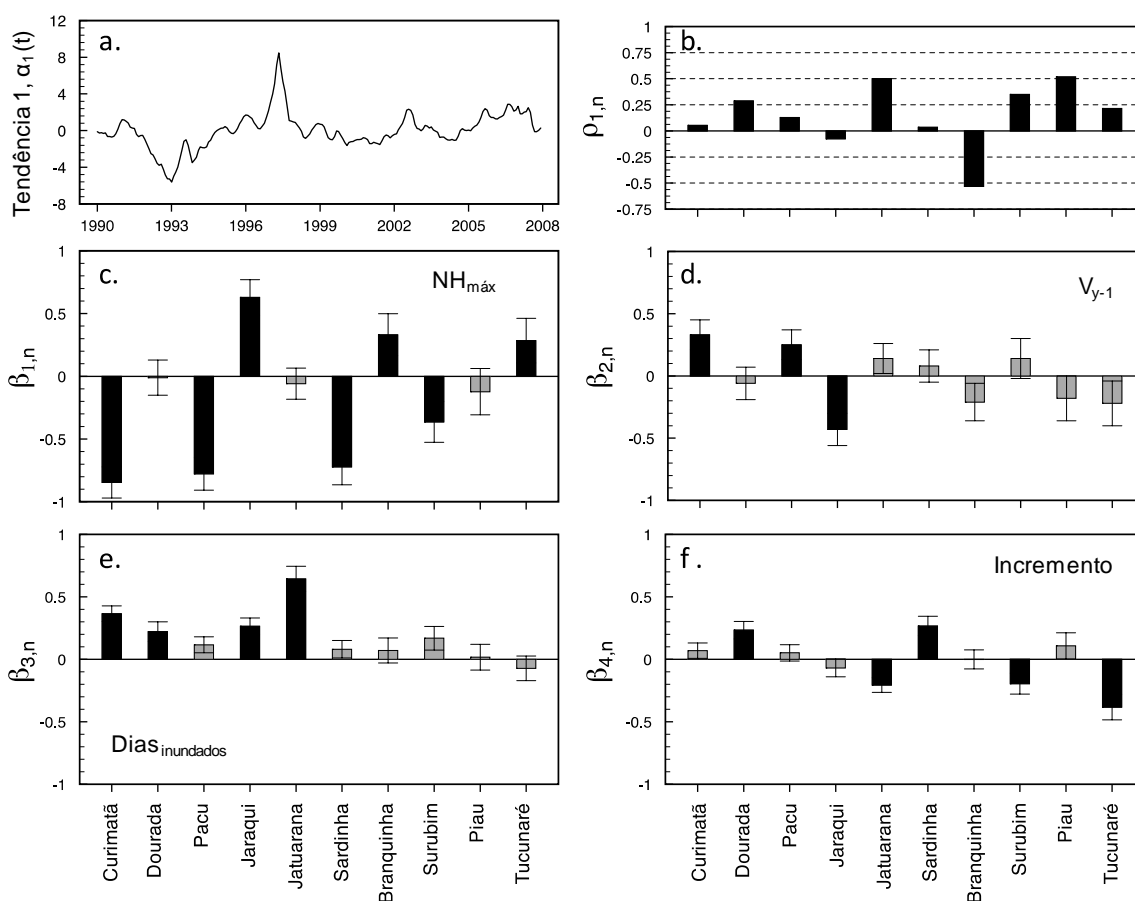 a.
Tendência 1, α1(t)
12
8
4
0
-4
-8
1990 1993 1996 1999 2002 2005 2008
b.
ρ1,n
1
0.75
0.5
0.25
0
-0.25
-0.5
-0.75
c.
NHmáx
β1,n
1
0.5
0
-0.5
-1
d.
Vy-1
β2,n
1
0.5
0
-0.5
-1
e.
Diasinundados
β3,n
1
0.5
0
-0.5
-1
Curimatã
Dourada
Pacu
Jaraqui
Jatuarana
Sardinha
Branquinha
Surubim
Piau
Tucunaré
f .
Incremento
β4,n
1
0.5
0
-0.5
-1
Curimatã
Dourada
Pacu
Jaraqui
Jatuarana
Sardinha
Branquinha
Surubim
Piau
Tucunaré